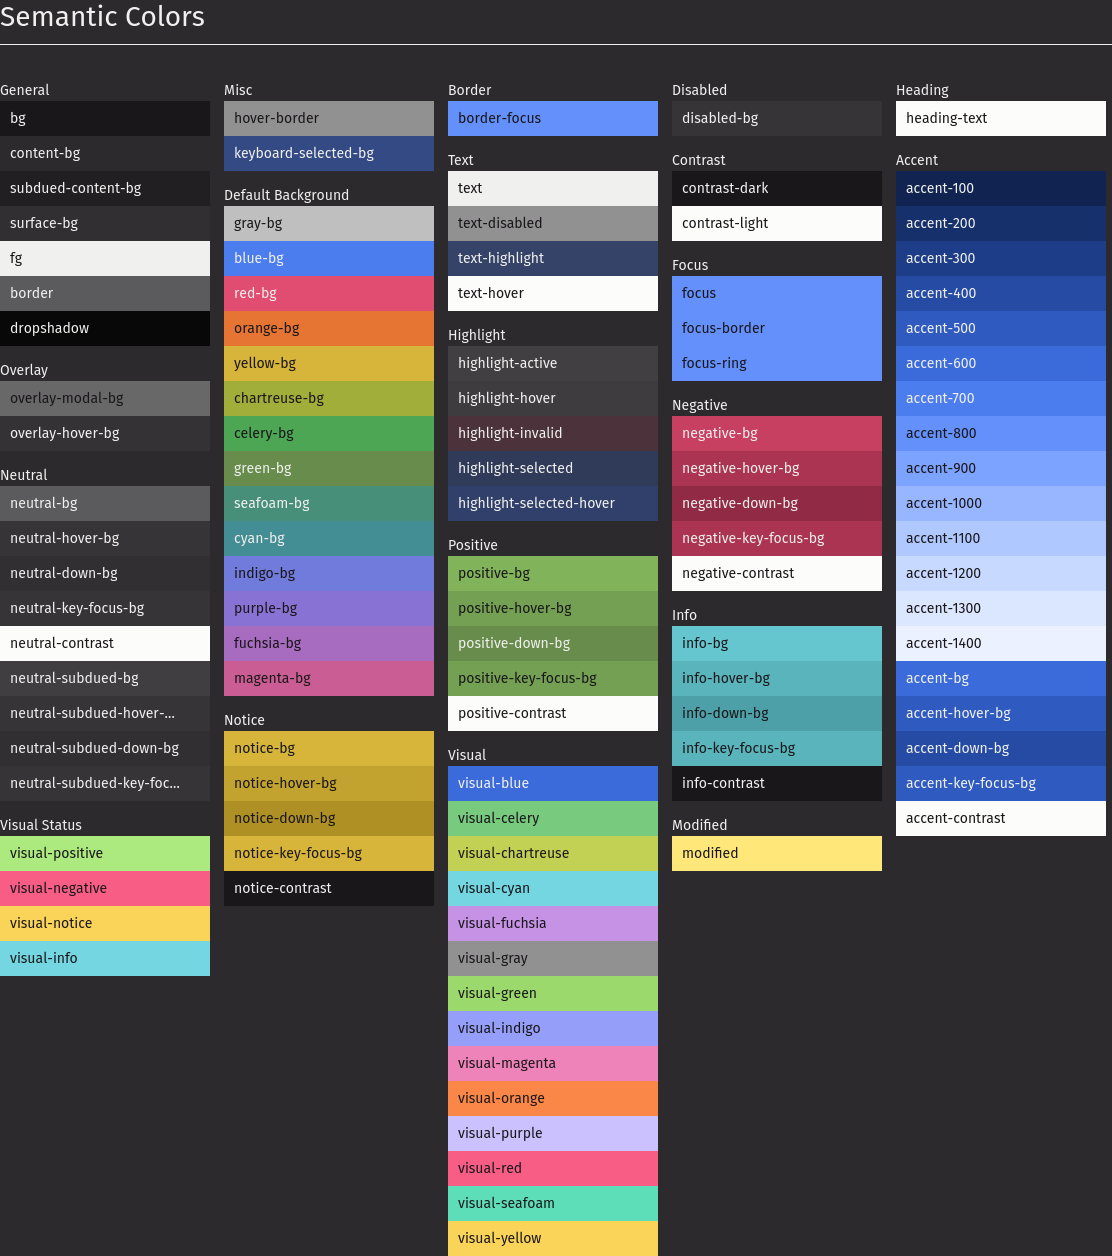 Semantic Colors
General
bg
content-bg
subdued-content-bg
surface-bg
fg
border
dropshadow
Overlay
overlay-modal-bg
overlay-hover-bg
Neutral
neutral-bg
neutral-hover-bg
neutral-down-bg
neutral-key-focus-bg
neutral-contrast
neutral-subdued-bg
neutral-subdued-hover-...
neutral-subdued-down-bg
neutral-subdued-key-foc...
Visual Status
visual-positive
visual-negative
visual-notice
visual-info
Misc
hover-border
keyboard-selected-bg
Default Background
gray-bg
blue-bg
red-bg
orange-bg
yellow-bg
chartreuse-bg
celery-bg
green-bg
seafoam-bg
cyan-bg
indigo-bg
purple-bg
fuchsia-bg
magenta-bg
Notice
notice-bg
notice-hover-bg
notice-down-bg
notice-key-focus-bg
notice-contrast
Border
border-focus
Text
text
text-disabled
text-highlight
text-hover
Highlight
highlight-active
highlight-hover
highlight-invalid
highlight-selected
highlight-selected-hover
Positive
positive-bg
positive-hover-bg
positive-down-bg
positive-key-focus-bg
positive-contrast
Visual
visual-blue
visual-celery
visual-chartreuse
visual-cyan
visual-fuchsia
visual-gray
visual-green
visual-indigo
visual-magenta
visual-orange
visual-purple
visual-red
visual-seafoam
visual-yellow
Disabled
disabled-bg
Contrast
contrast-dark
contrast-light
Focus
focus
focus-border
focus-ring
Negative
negative-bg
negative-hover-bg
negative-down-bg
negative-key-focus-bg
negative-contrast
Info
info-bg
info-hover-bg
info-down-bg
info-key-focus-bg
info-contrast
Modified
modified
Heading
heading-text
Accent
accent-100
accent-200
accent-300
accent-400
accent-500
accent-600
accent-700
accent-800
accent-900
accent-1000
accent-1100
accent-1200
accent-1300
accent-1400
accent-bg
accent-hover-bg
accent-down-bg
accent-key-focus-bg
accent-contrast